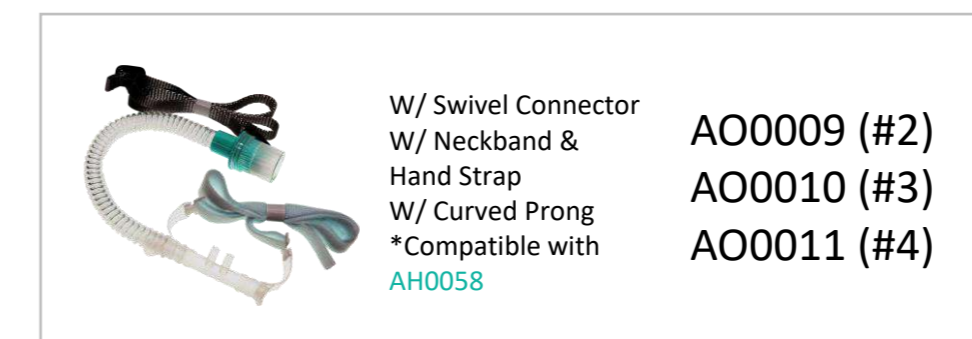 W/ Swivel Connector
W/ Neckband &
Hand Strap
W/ Curved Prong
*Compatible with
AH0058
AO0009 (#2)
AO0010 (#3)
AO0011 (#4)